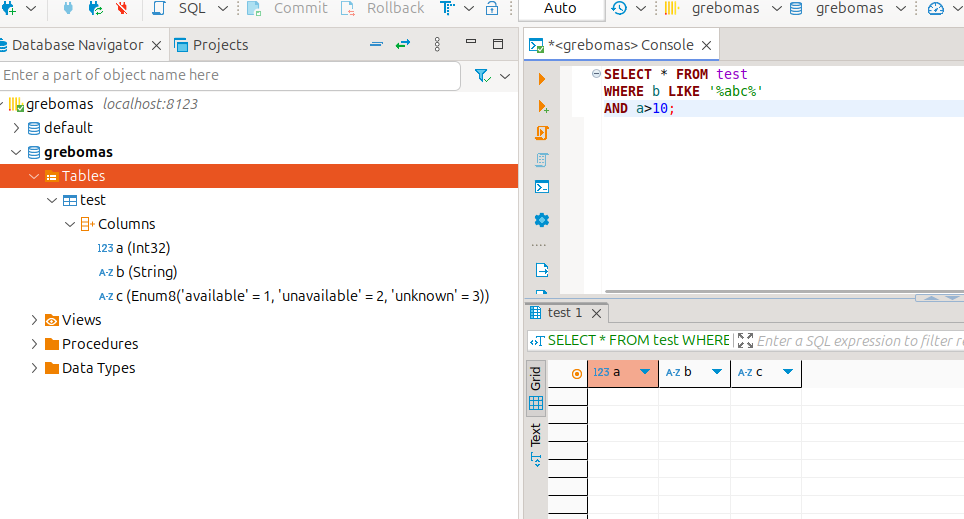 SQL Commit Rollback Auto grebomas grebomas
Database Navigator Projects
Enter a part of object name here
grebomas localhost:8123
default
grebomas
Tables
test
Columns
123 a (Int32)
A-Z b (String)
A-Z c (Enum8('available' = 1, 'unavailable' = 2, 'unknown' = 3))
Views
Procedures
Data Types
*<grebomas> Console
SELECT * FROM test
WHERE b LIKE '%abc%'
AND a>10;
test 1
SELECT * FROM test WHERE Enter a SQL expression to filter re
Grid
Text
123 a A-Z b A-Z c